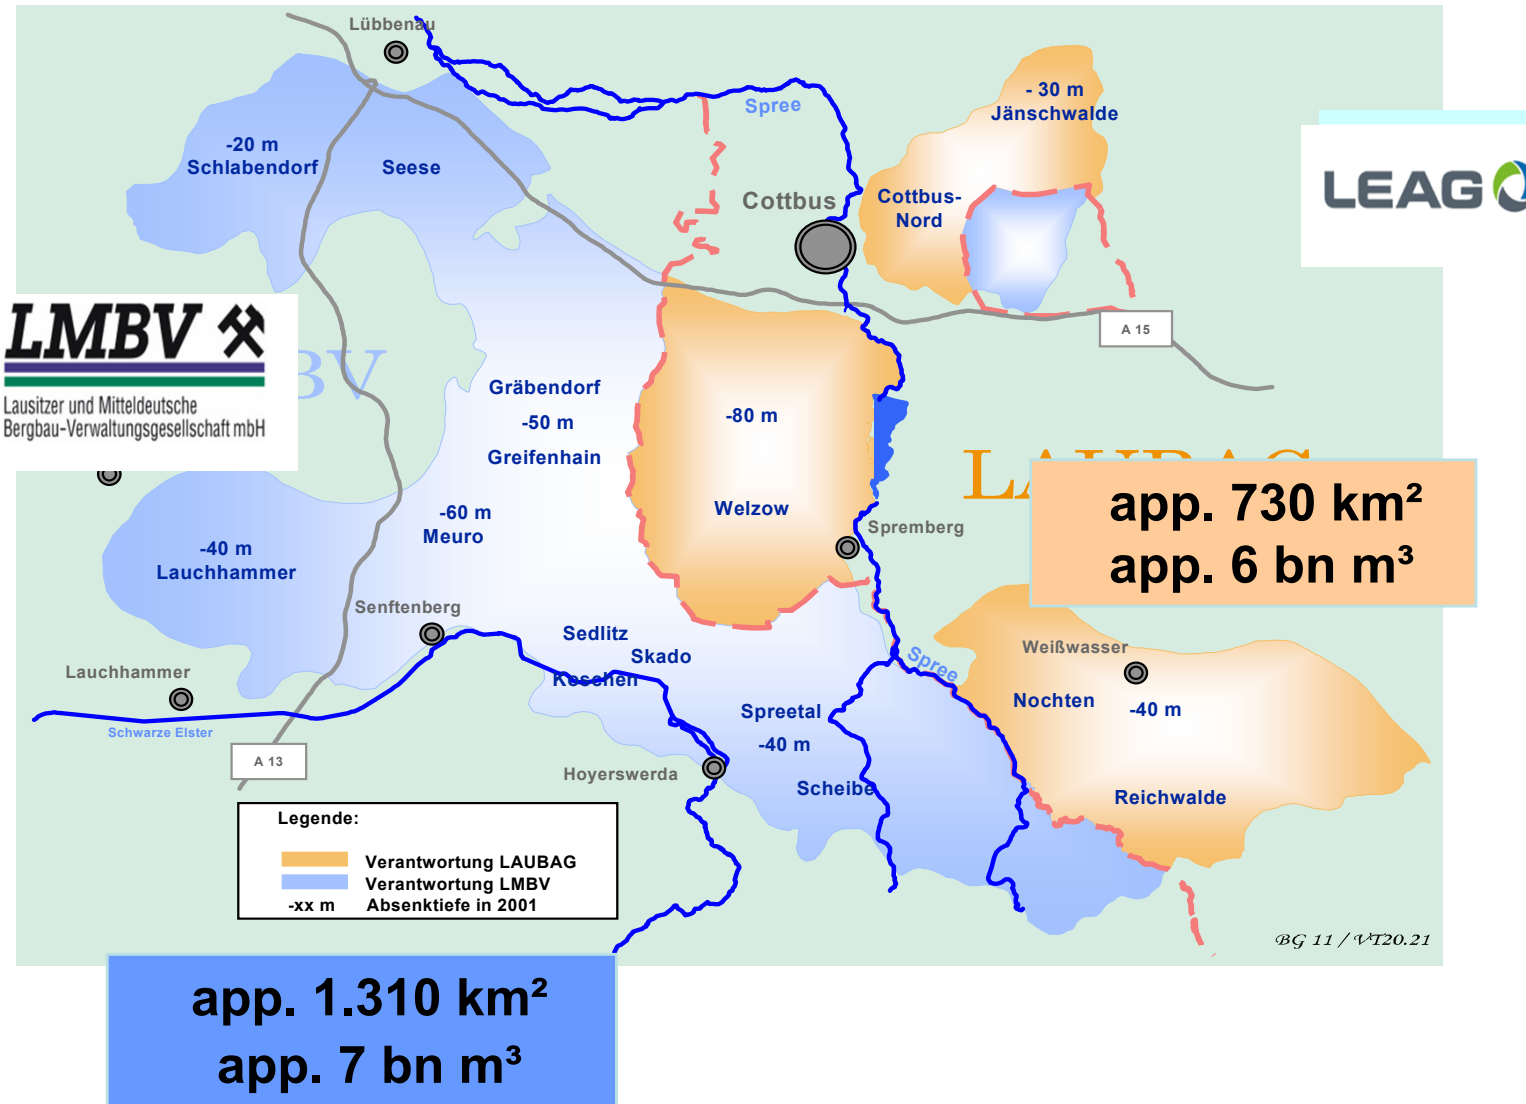 Lübbenau
Spree
- 30 m
Jänschwalde
-20 m
Schlabendorf
Seese
LEAG
Cottbus
Cottbus-
Nord
LMBV
Lausitzer und Mitteldeutsche
Bergbau-Verwaltungsgesellschaft mbH
BV
A 15
Gräbendorf
-50 m
Greifenhain
-80 m
Welzow
LAUBAG
app. 730 km²
app. 6 bn m³
-60 m
Meuro
Spremberg
-40 m
Lauchhammer
Senftenberg
Sedlitz
Skado
Koschen
Spree
Weißwasser
Nochten
-40 m
Lauchhammer
Schwarze Elster
Spreetal
-40 m
A 13
Hoyerswerda
Scheibe
Reichwalde
Legende:
Verantwortung LAUBAG
Verantwortung LMBV
-xx m Absenktiefe in 2001
BG 11 / VT20.21
app. 1.310 km²
app. 7 bn m³